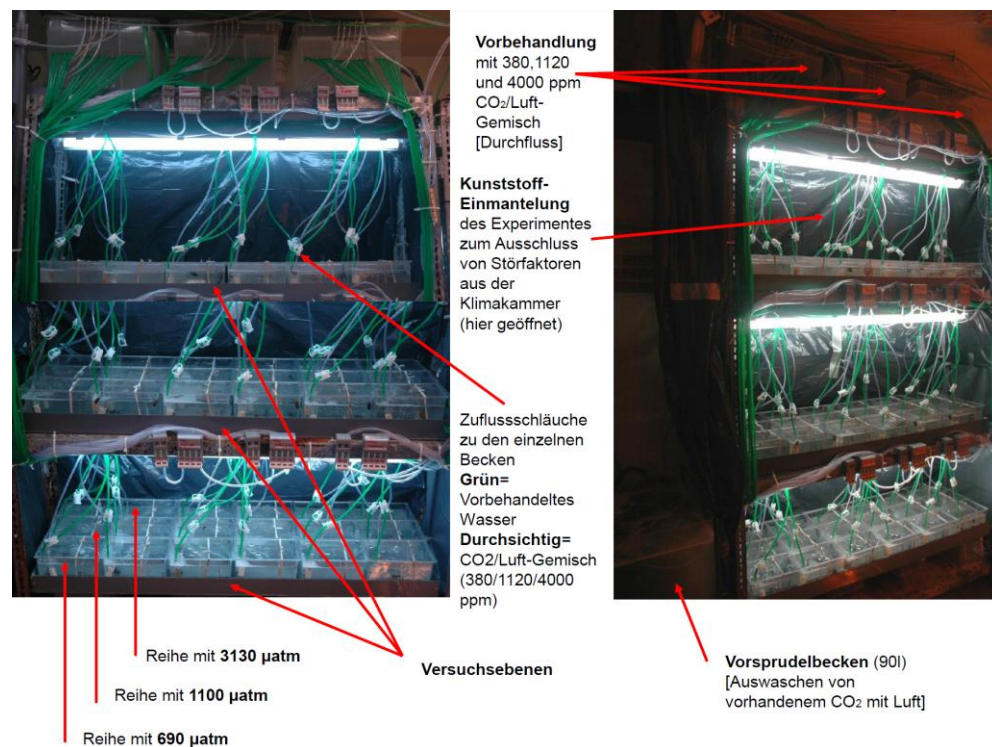 Vorbehandlung
mit 380,1120
und 4000 ppm
CO₂/Luft-
Gemisch
[Durchfluss]
Kunststoff-
Einmantelung
des Experimentes
zum Ausschluss
von Störfaktoren
aus der
Klimakammer
(hier geöffnet)
Zuflussschläuche
zu den einzelnen
Becken
Grün=
Vorbehandeltes
Wasser
Durchsichtig=
CO2/Luft-Gemisch
(380/1120/4000
ppm)
Reihe mit 3130 µatm
Reihe mit 1100 µatm
Reihe mit 690 µatm
Versuchsebenen
Vorsprudelbecken (90l)
[Auswaschen von
vorhandenem CO₂ mit Luft]